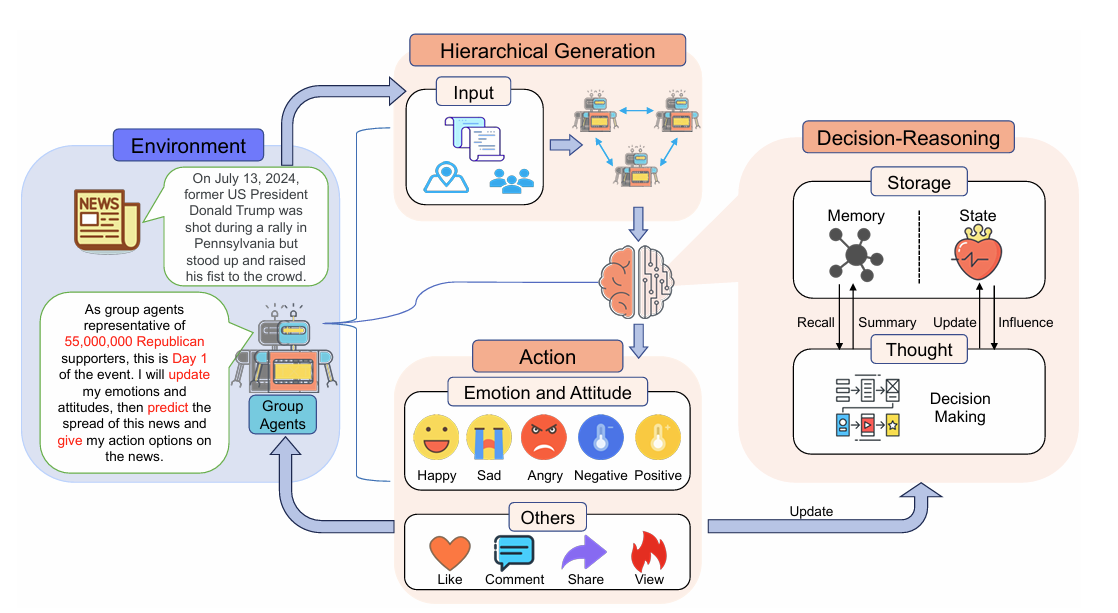 Hierarchical Generation
Input
Environment
NEWS
On July 13, 2024,
former US President
Donald Trump was
shot during a rally in
Pennsylvania but
stood up and raised
his fist to the crowd.
As group agents
representative of
55,000,000 Republican
supporters, this is Day 1
of the event. I will update
my emotions and
attitudes, then predict the
spread of this news and
give my action options on
the news.
Group
Agents
Action
Emotion and Attitude
Happy
Sad
Angry
Negative
Positive
Others
Like
Comment
Share
View
Update
Decision-Reasoning
Storage
Memory
State
Recall
Summary
Update
Influence
Thought
Decision
Making